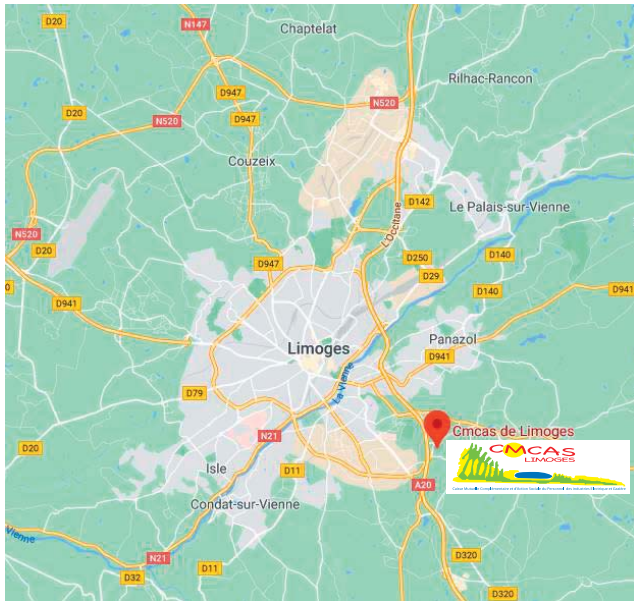 D20
N147
Chaptelat
Rilhac-Rancon
D947
N520
D20
N520
D947
Couzeix
D142
Le Palais-sur-Vienne
L'Occitane
N520
D20
D947
D250
D140
D29
D140
D941
D941
Panazol
Limoges
D941
La Vienne
D79
Cmcas de Limoges
N21
CMCAS
LIMOGES
D20
Isle
D11
A20
Condat-sur-Vienne
Vienne
N21
D320
D11
D32
D320